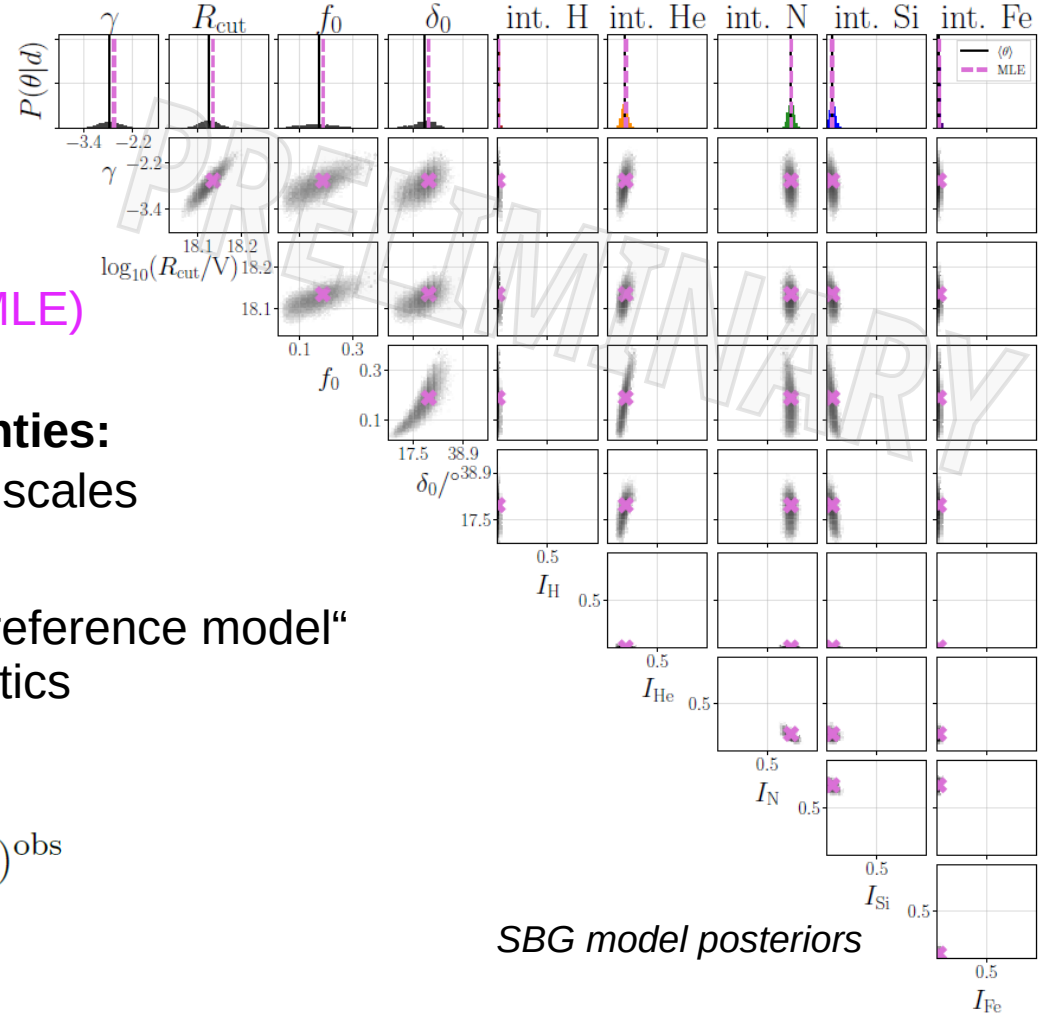 γ R_cut f_0 δ_0 int. H int. He int. N int. Si int. Fe
P(θ|d)
⟨θ⟩
MLE
−3.4 −2.2
γ −2.2
−3.4
18.1 18.2
log₁₀(R_cut/V) 18.2
18.1
MLE)
0.1 0.3
f_0 0.3
0.1
nties:
17.5 38.9
scales
δ_0/° 38.9
17.5
0.5
I_H 0.5
eference model“
0.5
tics
I_He 0.5
0.5
I_N 0.5
)^obs
0.5
I_Si 0.5
SBG model posteriors
0.5
I_Fe
PRELIMINARY